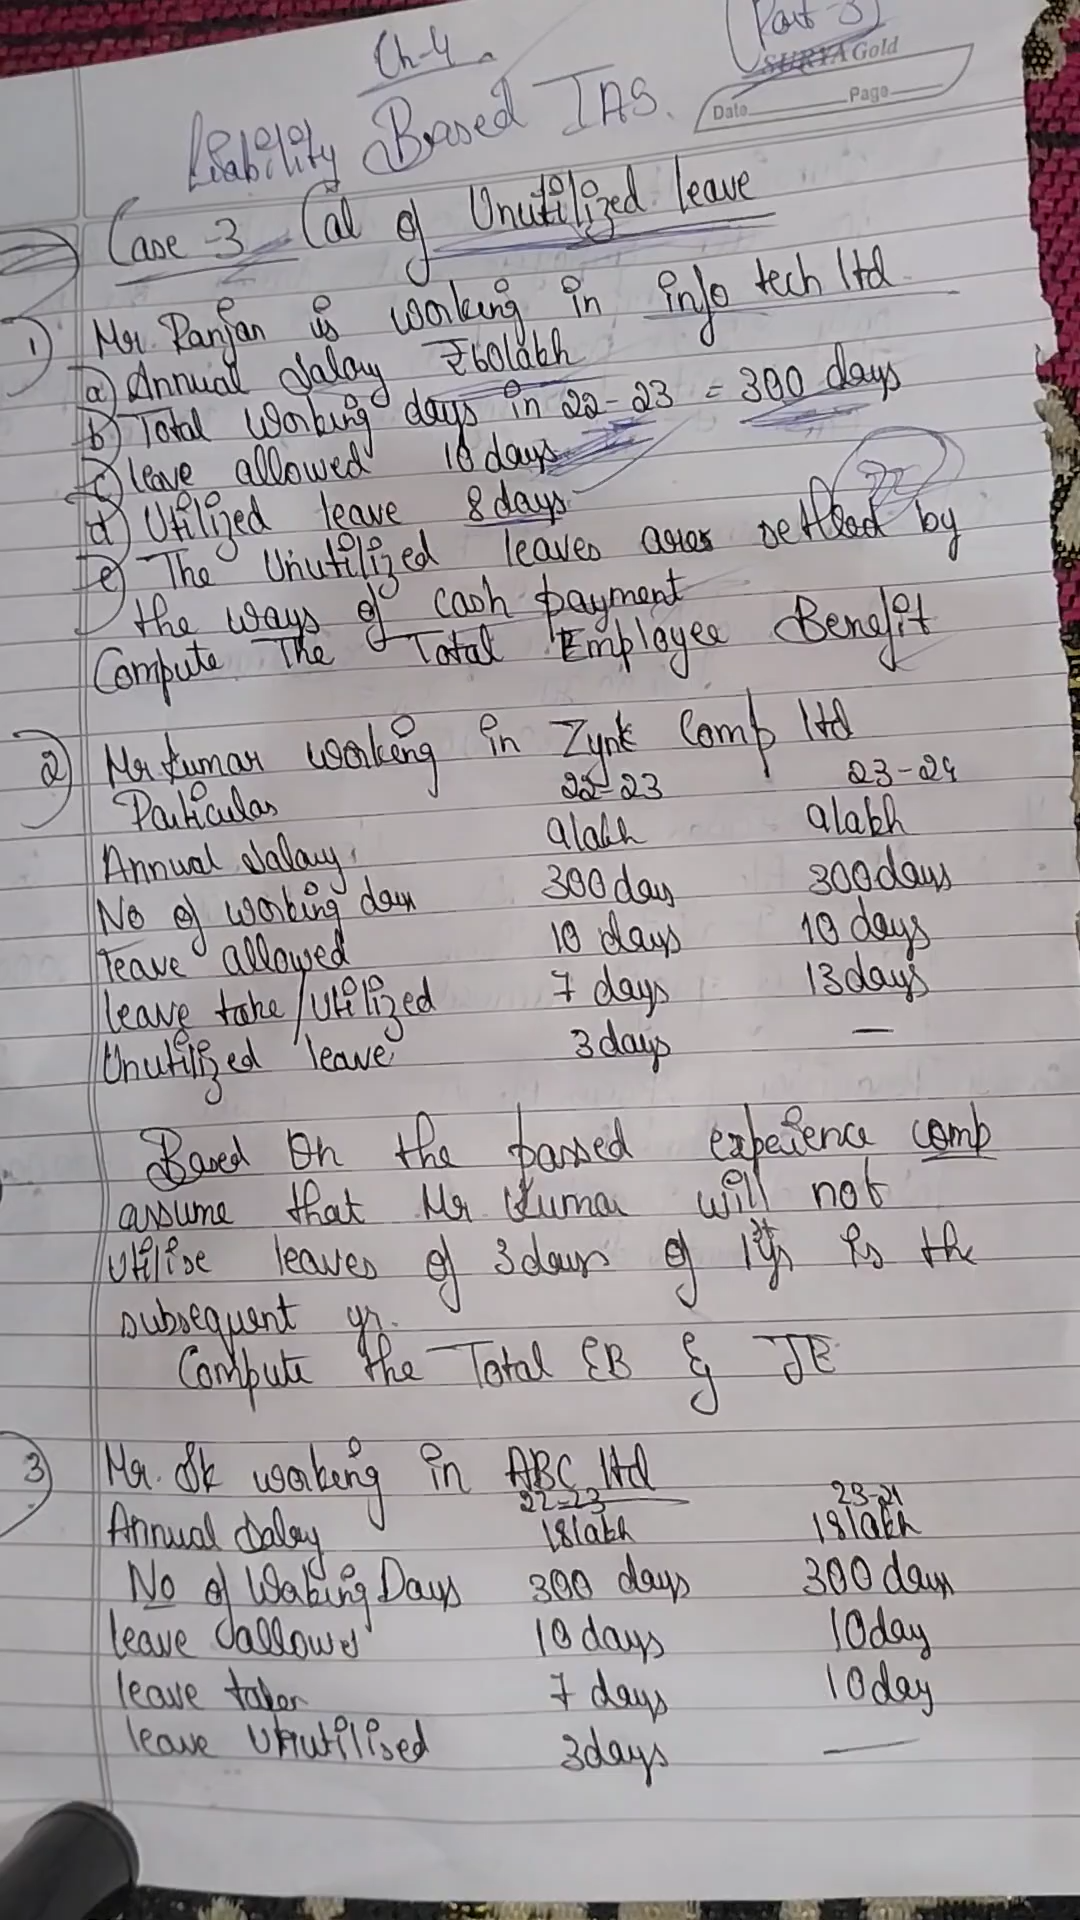 Ch-4
(Part-3)
SURYA Gold
Date Page
Liability Based IAS.
Case-3 Cal of Unutilized leave
1) Mr. Ranjan is working in info tech ltd
a) Annual Salary ₹60lakh
b) Total working days in 22-23 = 300 days
c) leave allowed 10 days
d) Utilized leave 8 days
e) The Unutilized leaves are settled by
the ways of cash payment
Compute The Total Employee Benefit
2) Mr Kumar working in Zynk Comp ltd
Particulas 22-23 23-24
Annual Salary 9lakh 9lakh
No of working days 300 days 300 days
leave allowed 10 days 10 days
leave take/Utilized 7 days 13 days
Unutilized leave 3 days —
Based On the passed expeience comp
assume that Mr Kumar will not
Utilise leaves of 3 days of 1st yr is the
subsequent yr.
Compute the Total EB & JE
3) Mr. Sk working in ABC ltd
22-23 23-24
Annual Salay 18lakh 18lakh
No of Waking Days 300 days 300 days
leave allowed 10 days 10 day
leave taken 7 days 10 day
leave Unutilised 3 days —